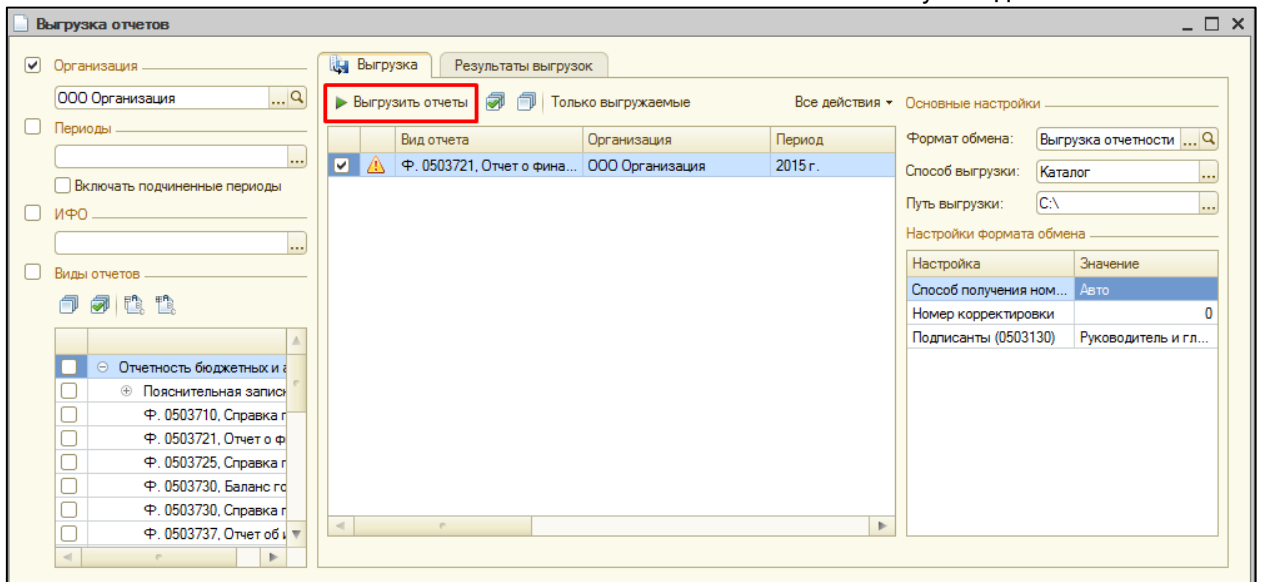 Выгрузка отчетов
Организация
ООО Организация
Периоды
Включать подчиненные периоды
ИФО
Виды отчетов
Отчетность бюджетных и а
Пояснительная записк
Ф. 0503710, Справка п
Ф. 0503721, Отчет о ф
Ф. 0503725, Справка п
Ф. 0503730, Баланс го
Ф. 0503730, Справка п
Ф. 0503737, Отчет об и
Выгрузка Результаты выгрузок
Выгрузить отчеты Только выгружаемые Все действия
Вид отчета Организация Период
Ф. 0503721, Отчет о фина... ООО Организация 2015 г.
Основные настройки
Формат обмена: Выгрузка отчетности ...
Способ выгрузки: Каталог ...
Путь выгрузки: C:\ ...
Настройки формата обмена
Настройка Значение
Способ получения ном... Авто
Номер корректировки 0
Подписанты (0503130) Руководитель и гл...